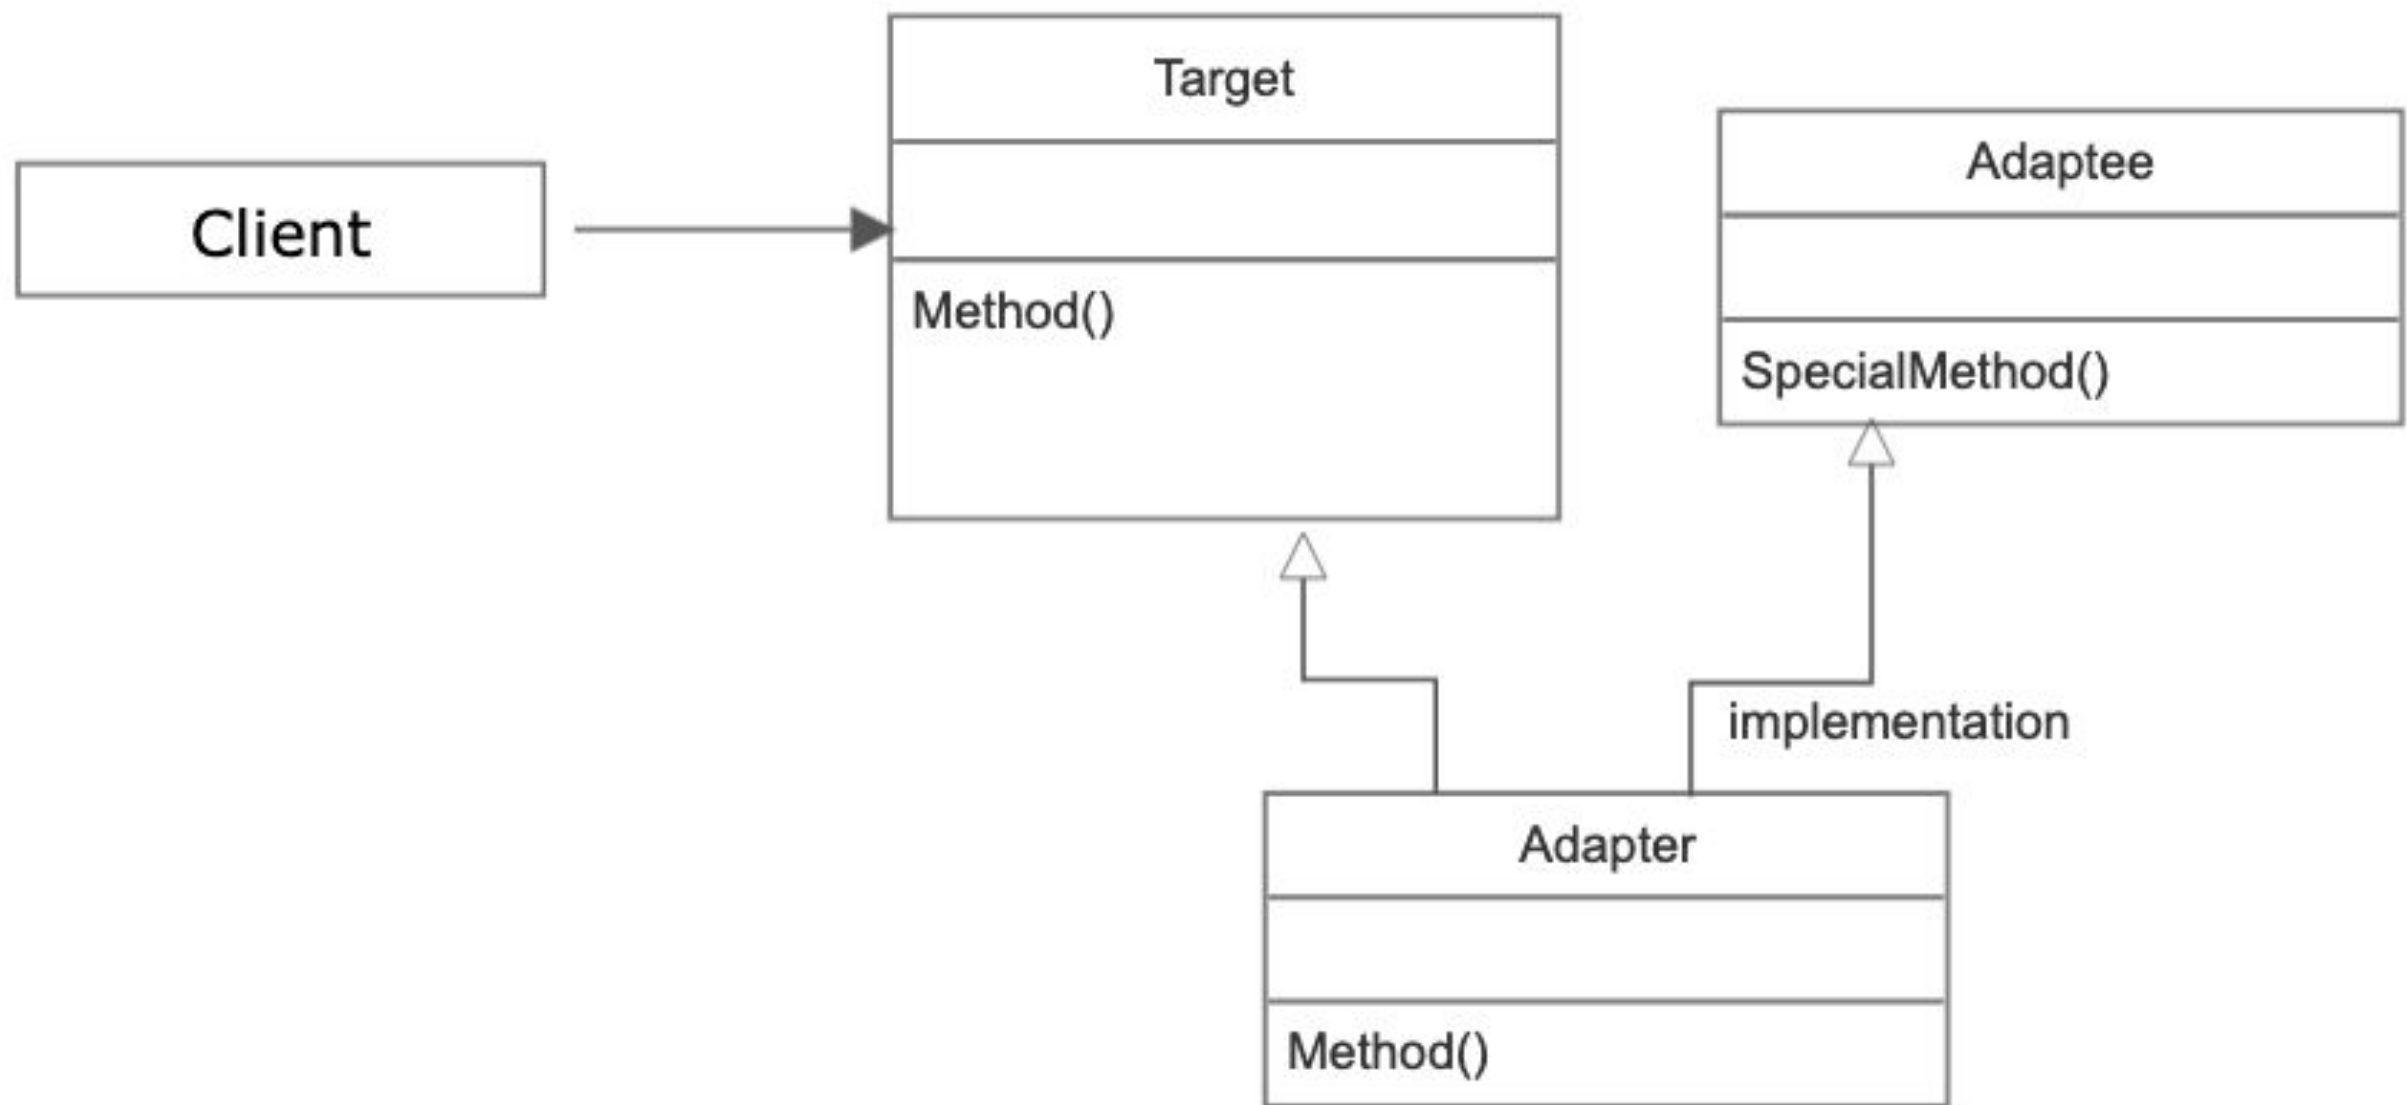 Target
Adaptee
Client
Method()
SpecialMethod()
implementation
Adapter
Method()